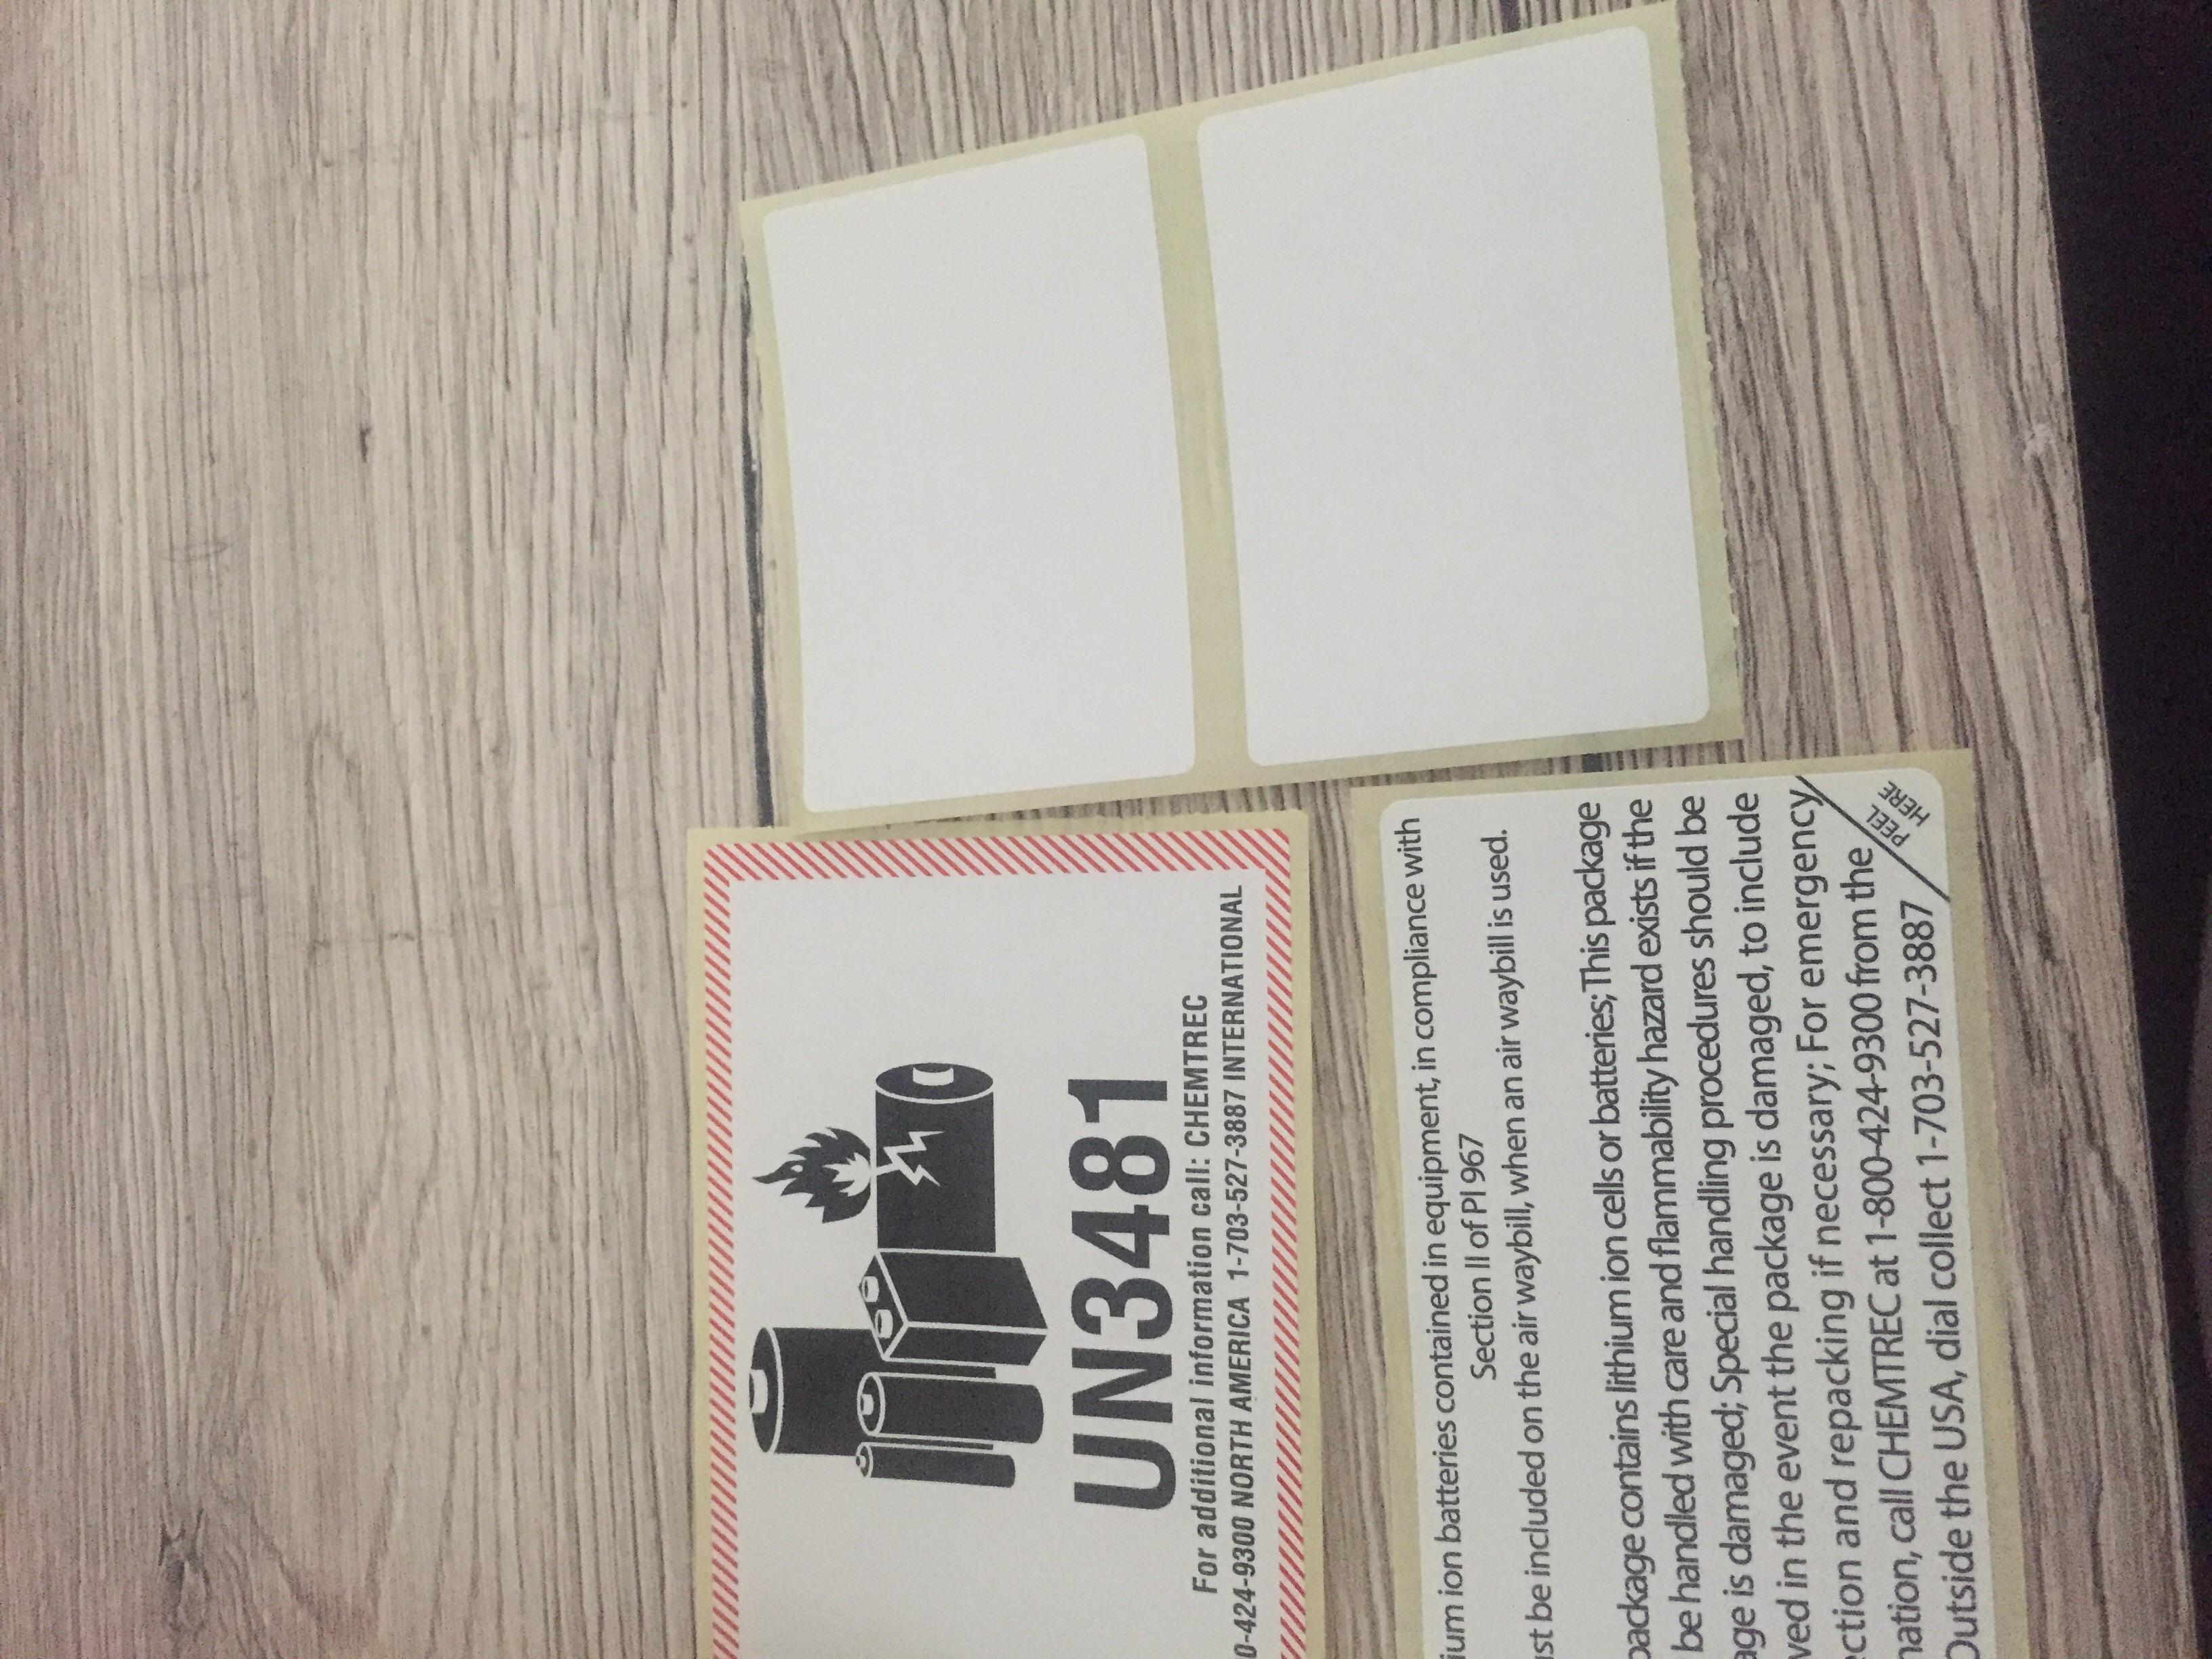 UN3481
For additional information call: CHEMTREC
0-424-9300 NORTH AMERICA 1-703-527-3887 INTERNATIONAL
ium ion batteries contained in equipment, in compliance with
Section II of PI 967
st be included on the air waybill, when an air waybill is used.
package contains lithium ion cells or batteries; This package
be handled with care and flammability hazard exists if the
age is damaged; Special handling procedures should be
ved in the event the package is damaged, to include
ction and repacking if necessary; For emergency
nation, call CHEMTREC at 1-800-424-9300 from the
Outside the USA, dial collect 1-703-527-3887
PEEL
HERE